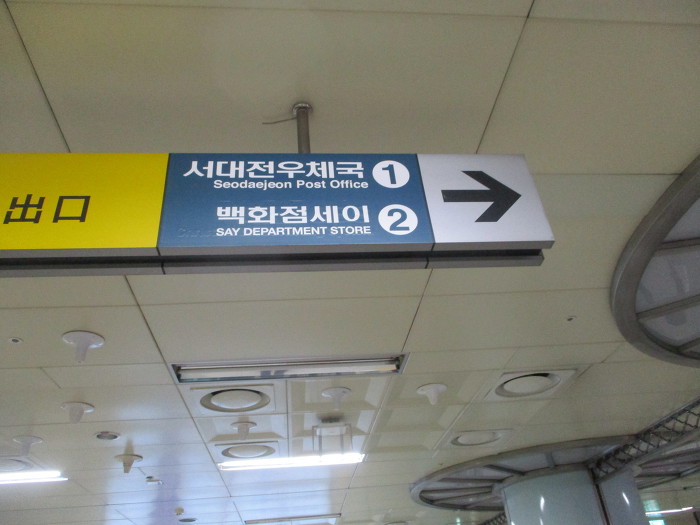 出口
서대전우체국 1
Seodaejeon Post Office
백화점세이 2
SAY DEPARTMENT STORE